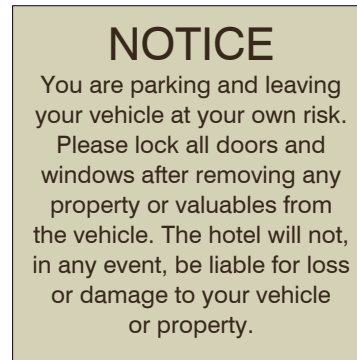 NOTICE
You are parking and leaving
your vehicle at your own risk.
Please lock all doors and
windows after removing any
property or valuables from
the vehicle. The hotel will not,
in any event, be liable for loss
or damage to your vehicle
or property.